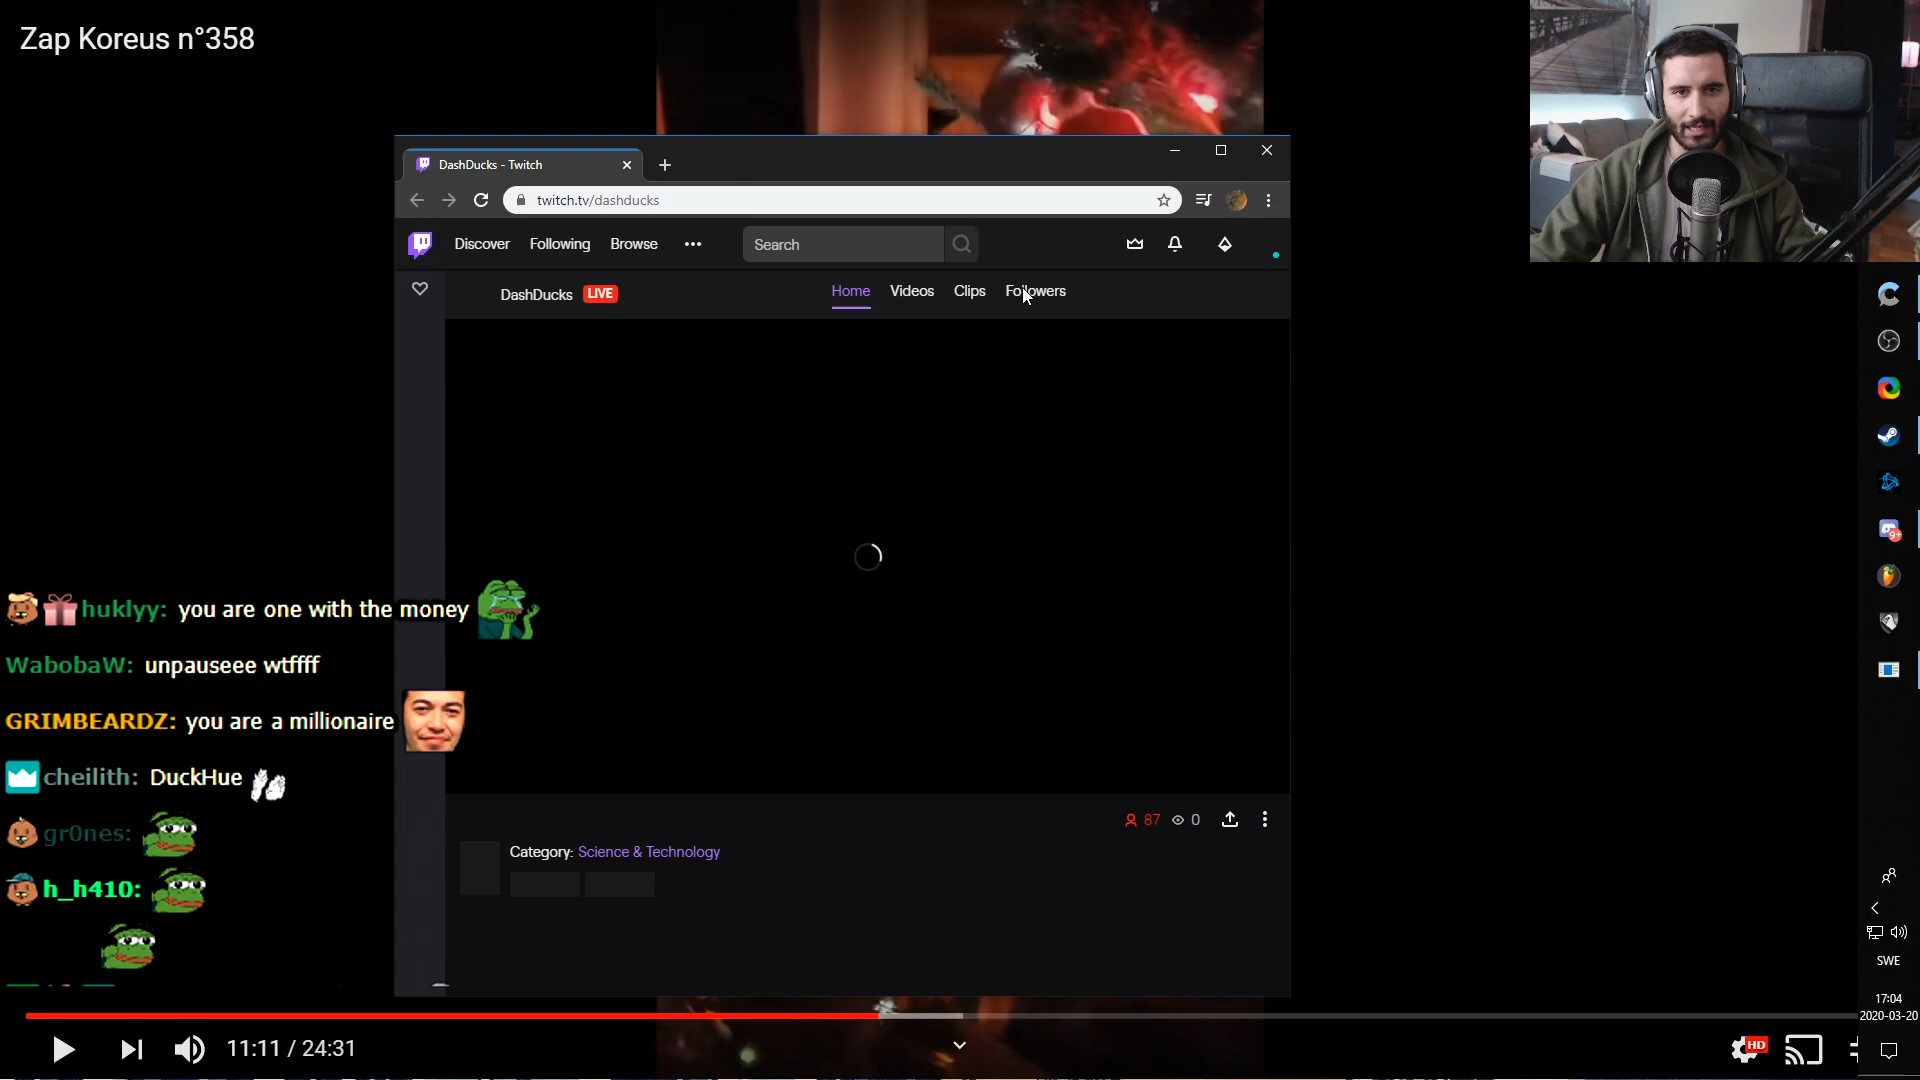 Zap Koreus n°358
DashDucks - Twitch
twitch.tv/dashducks
Discover Following Browse
Search
DashDucks LIVE
Home Videos Clips Followers
huklyy: you are one with the money
WabobaW: unpauseee wtffff
GRIMBEARDZ: you are a millionaire
cheilith: DuckHue
gr0nes:
h_h410:
87 0
Category: Science & Technology
9+
SWE
17:04
2020-03-20
11:11 / 24:31
HD